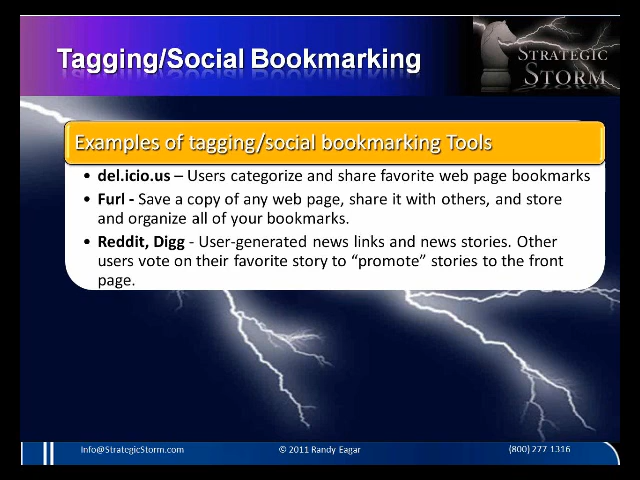 Tagging/Social Bookmarking
STRATEGIC
STORM
Examples of tagging/social bookmarking Tools
• del.icio.us – Users categorize and share favorite web page bookmarks
• Furl - Save a copy of any web page, share it with others, and store
and organize all of your bookmarks.
• Reddit, Digg - User-generated news links and news stories. Other
users vote on their favorite story to “promote” stories to the front
page.
Info@StrategicStorm.com
© 2011 Randy Eagar
(800) 277 1316